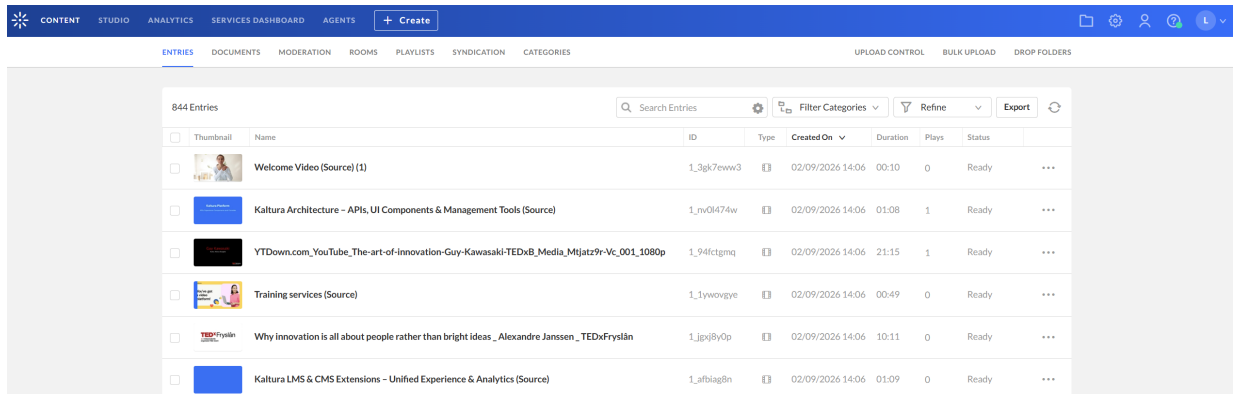 CONTENT STUDIO ANALYTICS SERVICES DASHBOARD AGENTS + Create L
ENTRIES DOCUMENTS MODERATION ROOMS PLAYLISTS SYNDICATION CATEGORIES UPLOAD CONTROL BULK UPLOAD DROP FOLDERS
844 Entries Search Entries Filter Categories Refine Export
Thumbnail Name ID Type Created On Duration Plays Status
Welcome Video (Source) (1) 1_3gk7eww3 02/09/2026 14:06 00:10 0 Ready
Kaltura Architecture – APIs, UI Components & Management Tools (Source) 1_nv0l474w 02/09/2026 14:06 01:08 1 Ready
YTDown.com_YouTube_The-art-of-innovation-Guy-Kawasaki-TEDxB_Media_Mtjatz9r-Vc_001_1080p 1_94fctgmq 02/09/2026 14:06 21:15 1 Ready
Training services (Source) 1_1ywovgye 02/09/2026 14:06 00:49 0 Ready
TEDxFryslân Why innovation is all about people rather than bright ideas _ Alexandre Janssen _ TEDxFryslân 1_jgxj8y0p 02/09/2026 14:06 10:11 0 Ready
Kaltura LMS & CMS Extensions – Unified Experience & Analytics (Source) 1_afbiag8n 02/09/2026 14:06 01:09 0 Ready